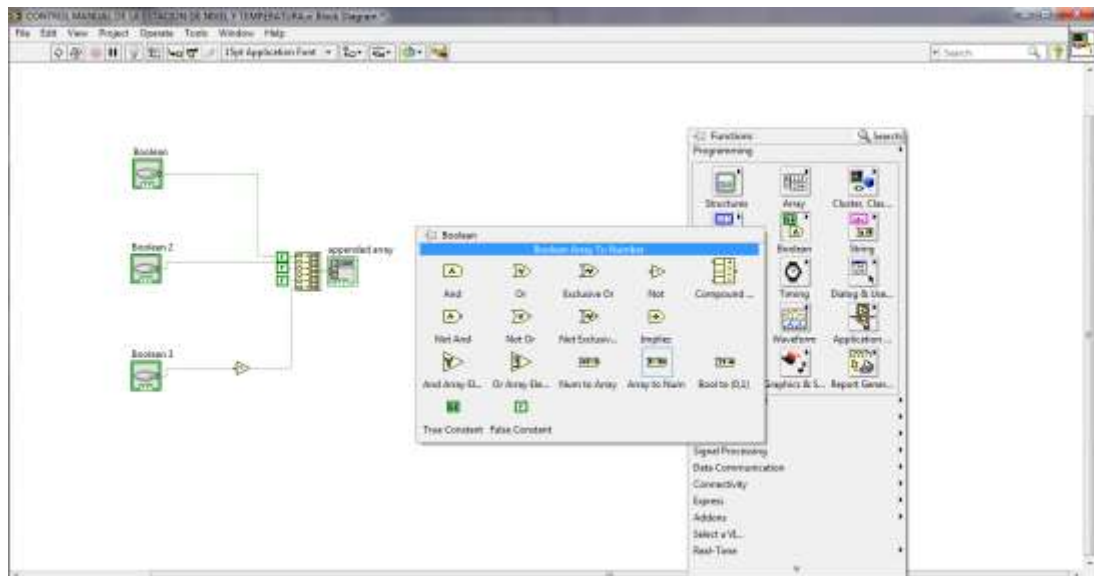 CONTROL MANUAL DE LA ESTACION DE NIVEL Y TEMPERATURA.vi Block Diagram *
File Edit View Project Operate Tools Window Help
15pt Application Font
Search
Boolean
Boolean 2
appended array
Boolean 3
Functions
Search
Programming
Structures Array Cluster, Clas...
Boolean String
Timing Dialog & Use...
Waveform Application ...
Graphics & S... Report Gener...
Boolean
Boolean Array To Number
And Or Exclusive Or Not Compound ...
Not And Not Or Not Exclusiv... Implies
And Array El... Or Array Ele... Num to Array Array to Num Bool to (0,1)
True Constant False Constant
Signal Processing
Data Communication
Connectivity
Express
Addons
Select a VI...
Real-Time